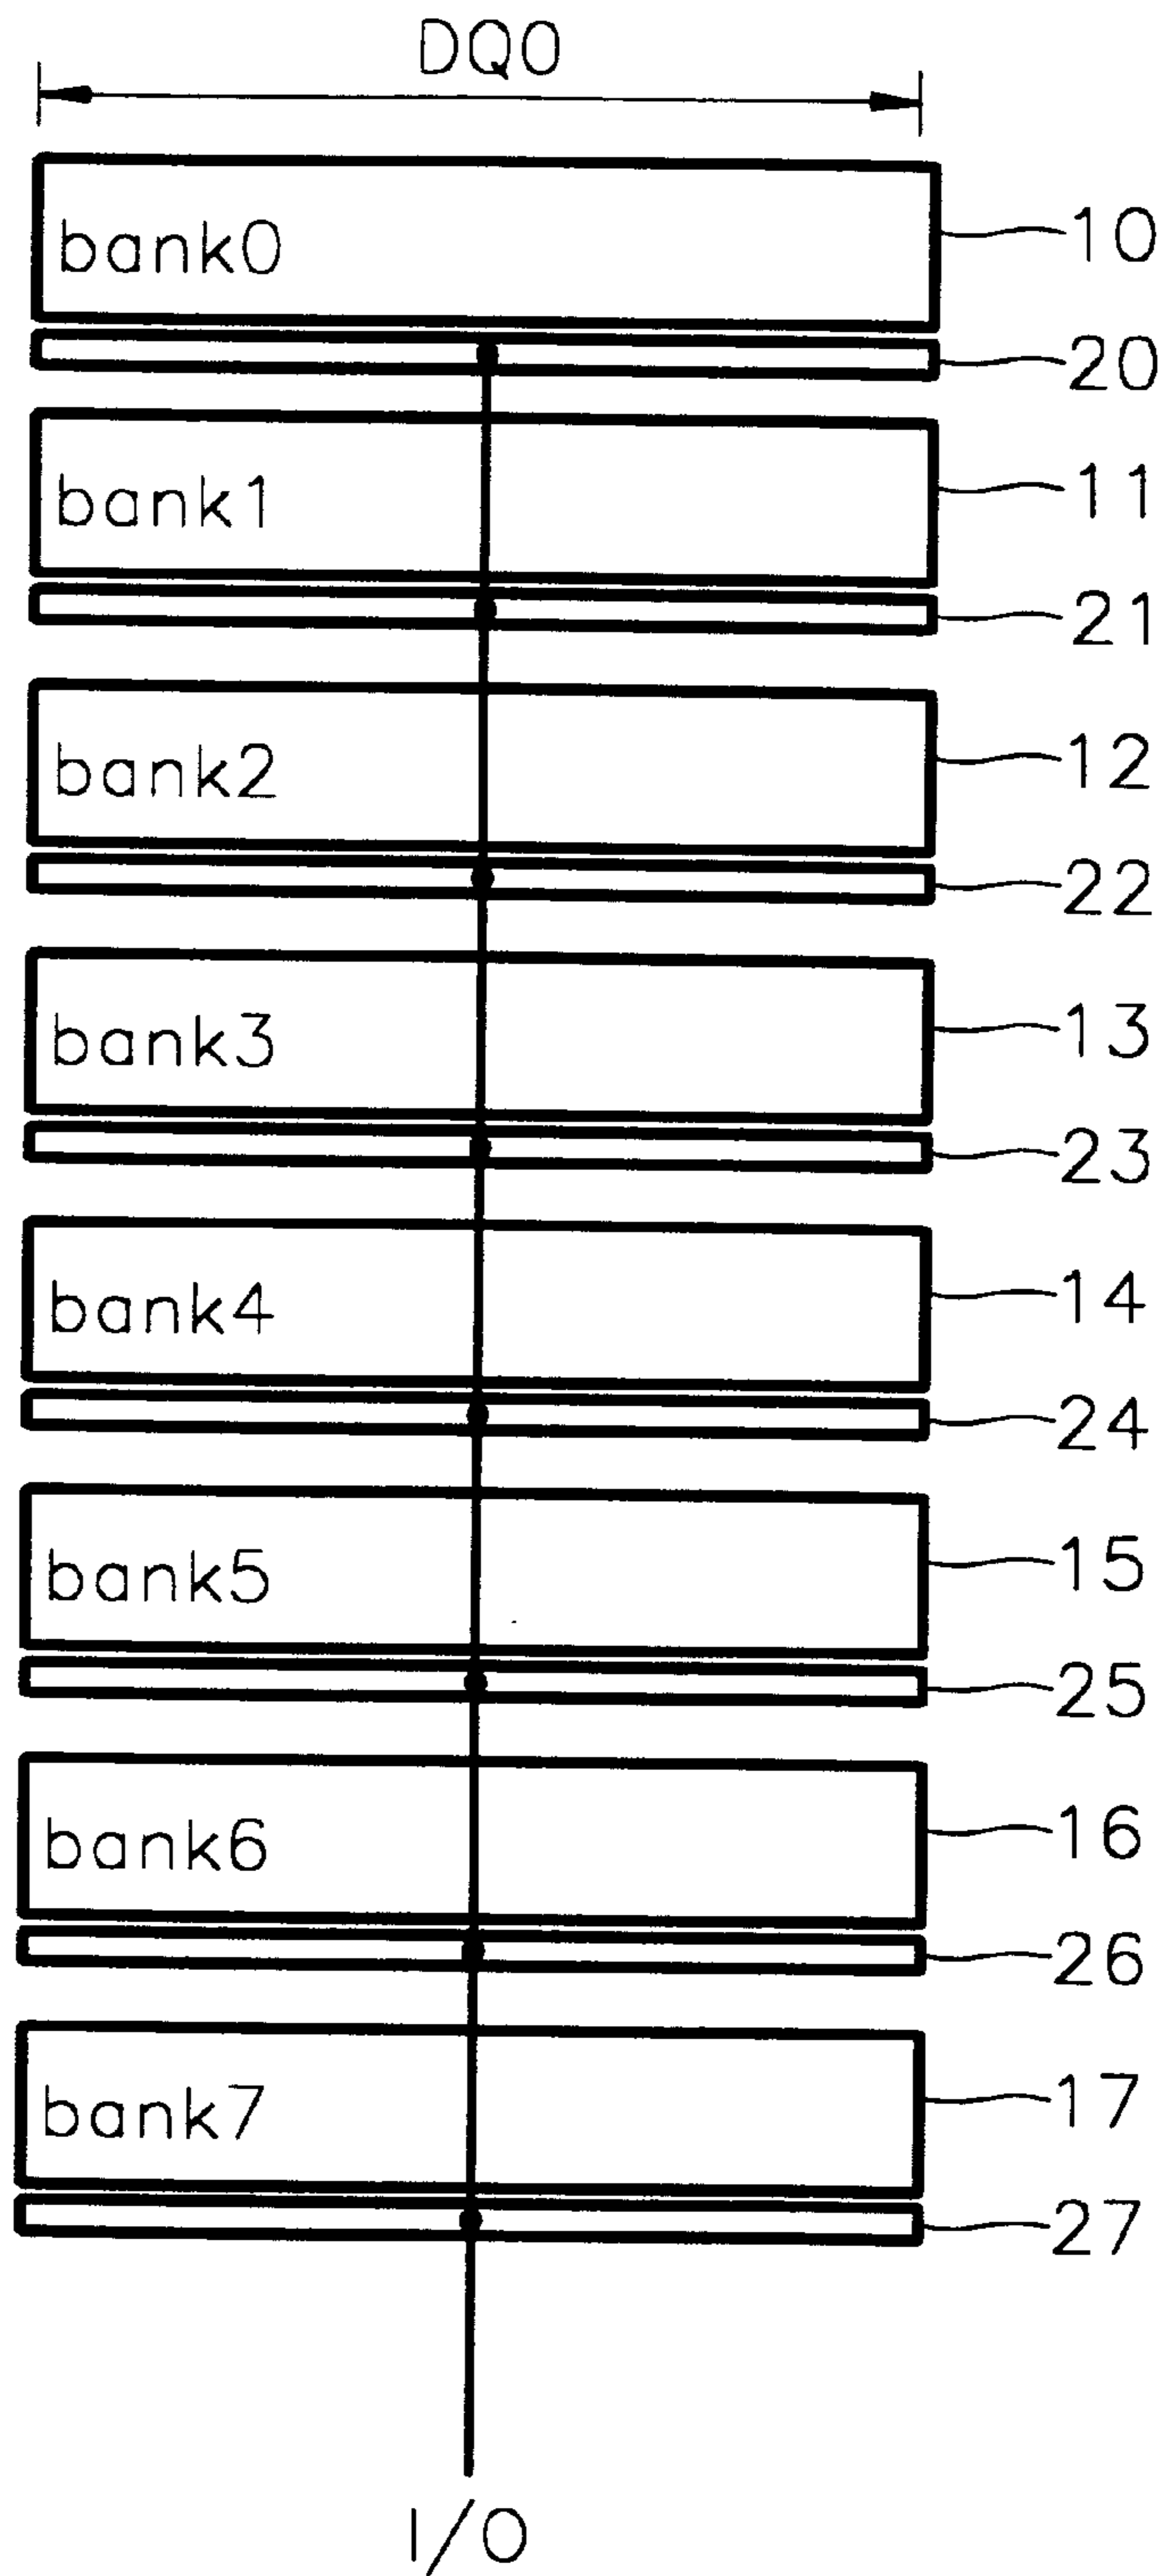 DQ0
bank0 10
20
bank1 11
21
bank2 12
22
bank3 13
23
bank4 14
24
bank5 15
25
bank6 16
26
bank7 17
27
I/O